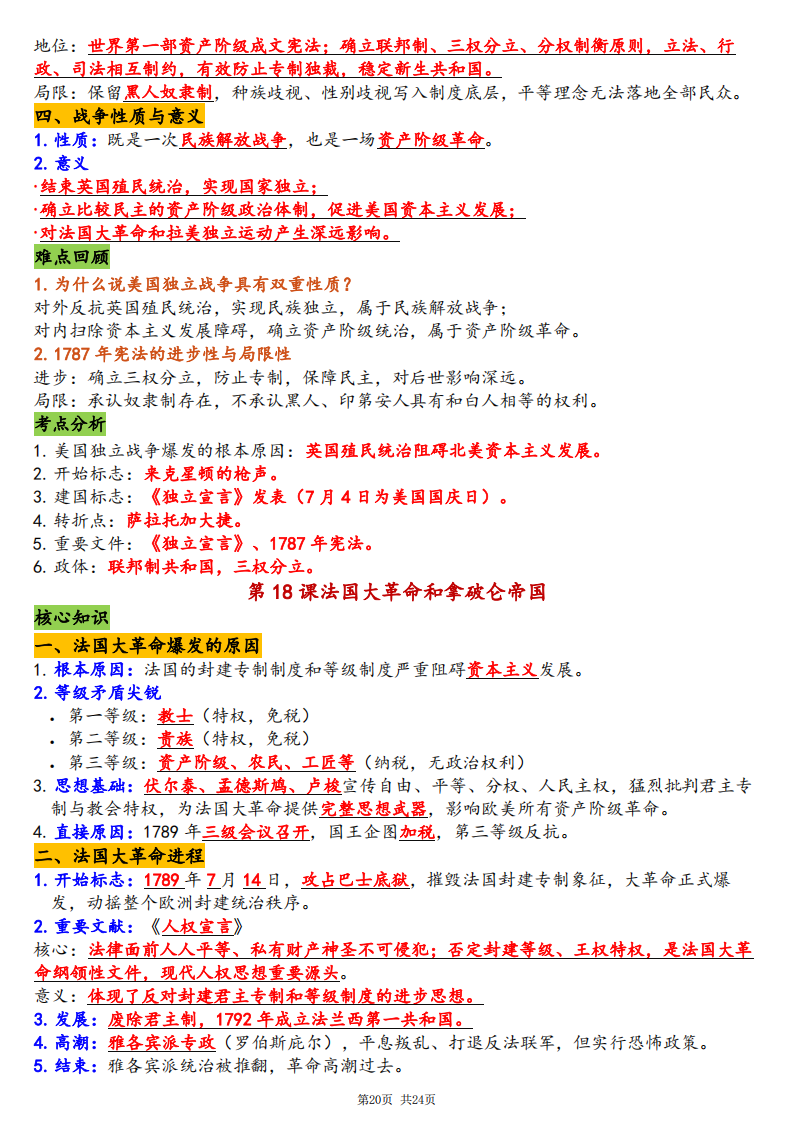 地位：世界第一部资产阶级成文宪法；确立联邦制、三权分立、分权制衡原则，立法、行
政、司法相互制约，有效防止专制独裁，稳定新生共和国。
局限：保留黑人奴隶制，种族歧视、性别歧视写入制度底层，平等理念无法落地全部民众。
四、战争性质与意义
1. 性质：既是一次民族解放战争，也是一场资产阶级革命。
2. 意义
·结束英国殖民统治，实现国家独立；
·确立比较民主的资产阶级政治体制，促进美国资本主义发展；
·对法国大革命和拉美独立运动产生深远影响。
难点回顾
1. 为什么说美国独立战争具有双重性质？
对外反抗英国殖民统治，实现民族独立，属于民族解放战争；
对内扫除资本主义发展障碍，确立资产阶级统治，属于资产阶级革命。
2. 1787 年宪法的进步性与局限性
进步：确立三权分立，防止专制，保障民主，对后世影响深远。
局限：承认奴隶制存在，不承认黑人、印第安人具有和白人相等的权利。
考点分析
1. 美国独立战争爆发的根本原因：英国殖民统治阻碍北美资本主义发展。
2. 开始标志：来克星顿的枪声。
3. 建国标志：《独立宣言》发表（7 月 4 日为美国国庆日）。
4. 转折点：萨拉托加大捷。
5. 重要文件：《独立宣言》、1787 年宪法。
6. 政体：联邦制共和国，三权分立。
第 18 课法国大革命和拿破仑帝国
核心知识
一、法国大革命爆发的原因
1. 根本原因：法国的封建专制制度和等级制度严重阻碍资本主义发展。
2. 等级矛盾尖锐
• 第一等级：教士（特权，免税）
• 第二等级：贵族（特权，免税）
• 第三等级：资产阶级、农民、工匠等（纳税，无政治权利）
3. 思想基础：伏尔泰、孟德斯鸠、卢梭宣传自由、平等、分权、人民主权，猛烈批判君主专
制与教会特权，为法国大革命提供完整思想武器，影响欧美所有资产阶级革命。
4. 直接原因：1789 年三级会议召开，国王企图加税，第三等级反抗。
二、法国大革命进程
1. 开始标志：1789 年 7 月 14 日，攻占巴士底狱，摧毁法国封建专制象征，大革命正式爆
发，动摇整个欧洲封建统治秩序。
2. 重要文献：《人权宣言》
核心：法律面前人人平等、私有财产神圣不可侵犯；否定封建等级、王权特权，是法国大革
命纲领性文件，现代人权思想重要源头。
意义：体现了反对封建君主专制和等级制度的进步思想。
3. 发展：废除君主制，1792 年成立法兰西第一共和国。
4. 高潮：雅各宾派专政（罗伯斯庇尔），平息叛乱、打退反法联军，但实行恐怖政策。
5. 结束：雅各宾派统治被推翻，革命高潮过去。
第20页 共24页